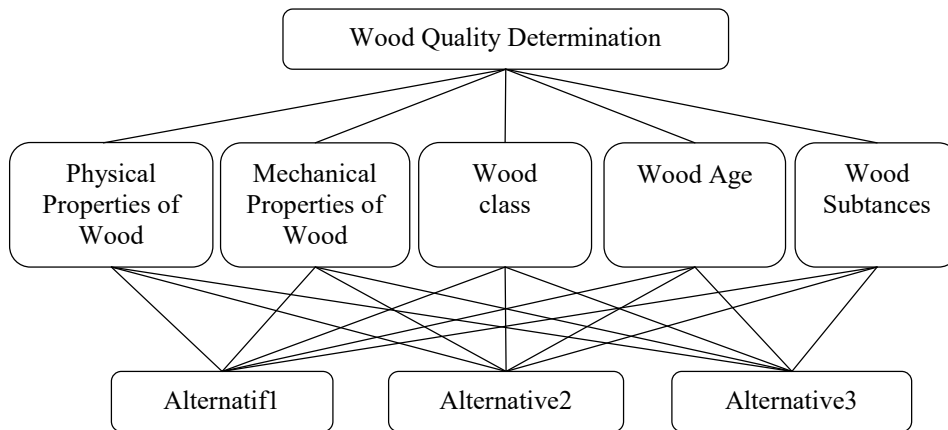 Wood Quality Determination
Physical
Properties of
Wood
Mechanical
Properties of
Wood
Wood
class
Wood Age
Wood
Subtances
Alternatif1
Alternative2
Alternative3